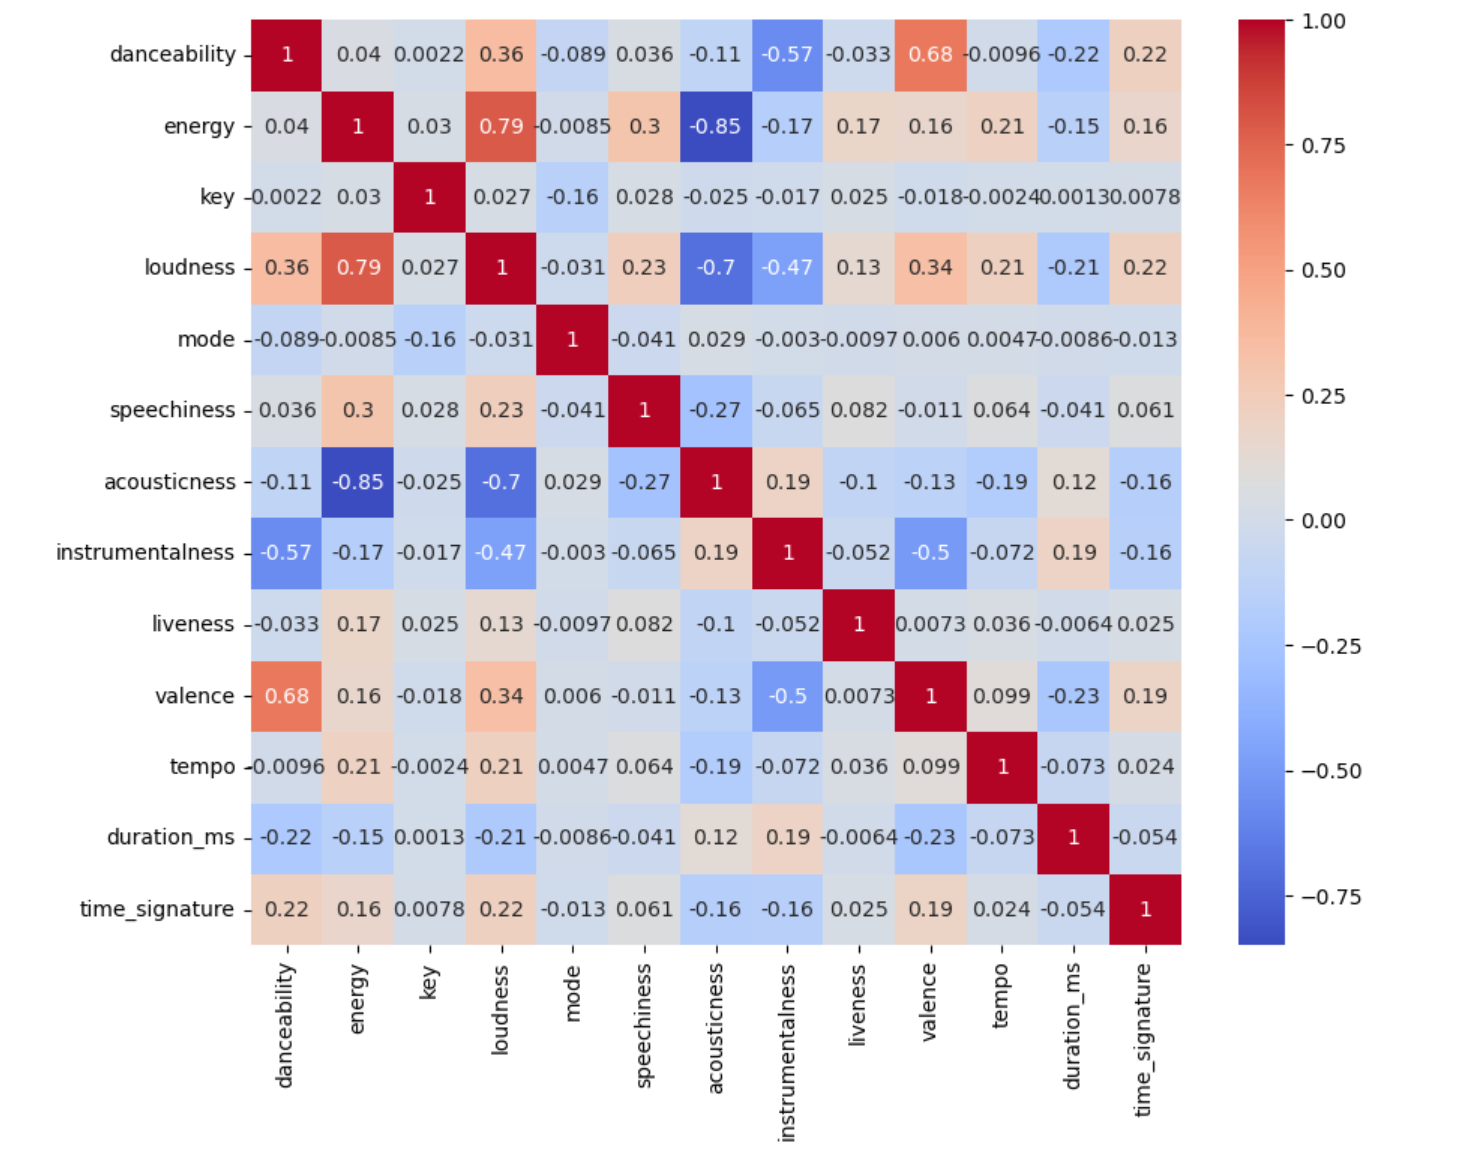 danceability 1 0.04 0.0022 0.36 -0.089 0.036 -0.11 -0.57 -0.033 0.68 -0.0096 -0.22 0.22
energy 0.04 1 0.03 0.79 -0.0085 0.3 -0.85 -0.17 0.17 0.16 0.21 -0.15 0.16
key 0.0022 0.03 1 0.027 -0.16 0.028 -0.025 -0.017 0.025 -0.018 -0.0024 0.0013 0.0078
loudness 0.36 0.79 0.027 1 -0.031 0.23 -0.7 -0.47 0.13 0.34 0.21 -0.21 0.22
mode -0.089 -0.0085 -0.16 -0.031 1 -0.041 0.029 -0.003 -0.0097 0.006 0.0047 -0.0086 -0.013
speechiness 0.036 0.3 0.028 0.23 -0.041 1 -0.27 -0.065 0.082 -0.011 0.064 -0.041 0.061
acousticness -0.11 -0.85 -0.025 -0.7 0.029 -0.27 1 0.19 -0.1 -0.13 -0.19 0.12 -0.16
instrumentalness -0.57 -0.17 -0.017 -0.47 -0.003 -0.065 0.19 1 -0.052 -0.5 -0.072 0.19 -0.16
liveness -0.033 0.17 0.025 0.13 -0.0097 0.082 -0.1 -0.052 1 0.0073 0.036 -0.0064 0.025
valence 0.68 0.16 -0.018 0.34 0.006 -0.011 -0.13 -0.5 0.0073 1 0.099 -0.23 0.19
tempo -0.0096 0.21 -0.0024 0.21 0.0047 0.064 -0.19 -0.072 0.036 0.099 1 -0.073 0.024
duration_ms -0.22 -0.15 0.0013 -0.21 -0.0086 -0.041 0.12 0.19 -0.0064 -0.23 -0.073 1 -0.054
time_signature 0.22 0.16 0.0078 0.22 -0.013 0.061 -0.16 -0.16 0.025 0.19 0.024 -0.054 1
danceability
energy
key
loudness
mode
speechiness
acousticness
instrumentalness
liveness
valence
tempo
duration_ms
time_signature
1.00
0.75
0.50
0.25
0.00
−0.25
−0.50
−0.75